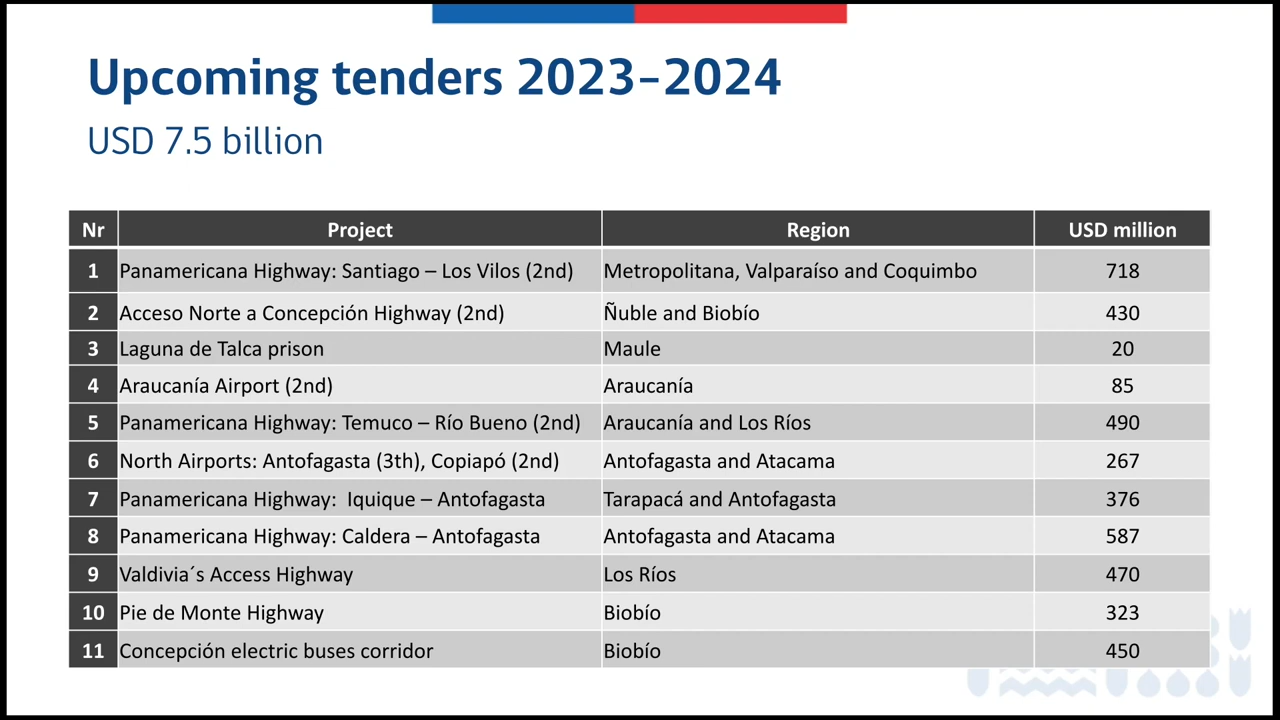 Upcoming tenders 2023-2024
USD 7.5 billion
Nr Project Region USD million
1 Panamericana Highway: Santiago – Los Vilos (2nd) Metropolitana, Valparaíso and Coquimbo 718
2 Acceso Norte a Concepción Highway (2nd) Ñuble and Biobío 430
3 Laguna de Talca prison Maule 20
4 Araucanía Airport (2nd) Araucanía 85
5 Panamericana Highway: Temuco – Río Bueno (2nd) Araucanía and Los Ríos 490
6 North Airports: Antofagasta (3th), Copiapó (2nd) Antofagasta and Atacama 267
7 Panamericana Highway: Iquique – Antofagasta Tarapacá and Antofagasta 376
8 Panamericana Highway: Caldera – Antofagasta Antofagasta and Atacama 587
9 Valdivia´s Access Highway Los Ríos 470
10 Pie de Monte Highway Biobío 323
11 Concepción electric buses corridor Biobío 450